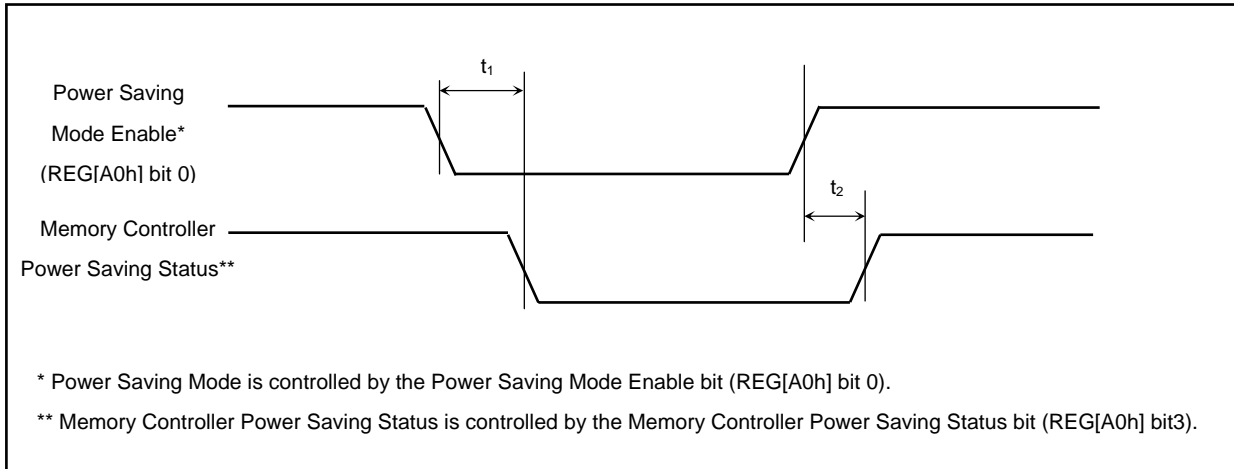 t1
Power Saving
Mode Enable*
(REG[A0h] bit 0)
t2
Memory Controller
Power Saving Status**
* Power Saving Mode is controlled by the Power Saving Mode Enable bit (REG[A0h] bit 0).
** Memory Controller Power Saving Status is controlled by the Memory Controller Power Saving Status bit (REG[A0h] bit3).